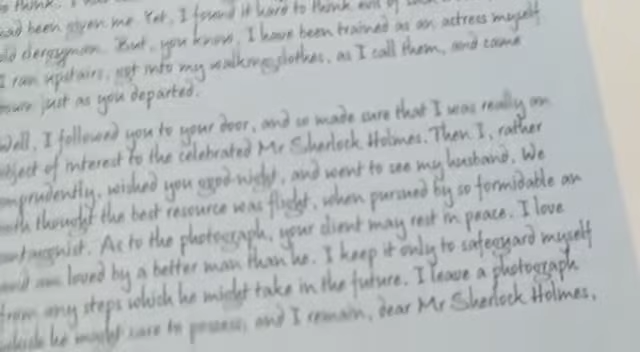 had been given me. Yet, I found it hard to think evil of
old clergyman. But, you know, I have been trained as an actress myself
I ran upstairs, got into my walking clothes, as I call them, and came
down just as you departed.
Well, I followed you to your door, and so made sure that I was really an
object of interest to the celebrated Mr Sherlock Holmes. Then I, rather
imprudently, wished you good-night, and went to see my husband. We
both thought the best resource was flight, when pursued by so formidable an
antagonist. As to the photograph, your client may rest in peace. I love
and am loved by a better man than he. I keep it only to safeguard myself
from any steps which he might take in the future. I leave a photograph
which he might care to possess, and I remain, dear Mr Sherlock Holmes,